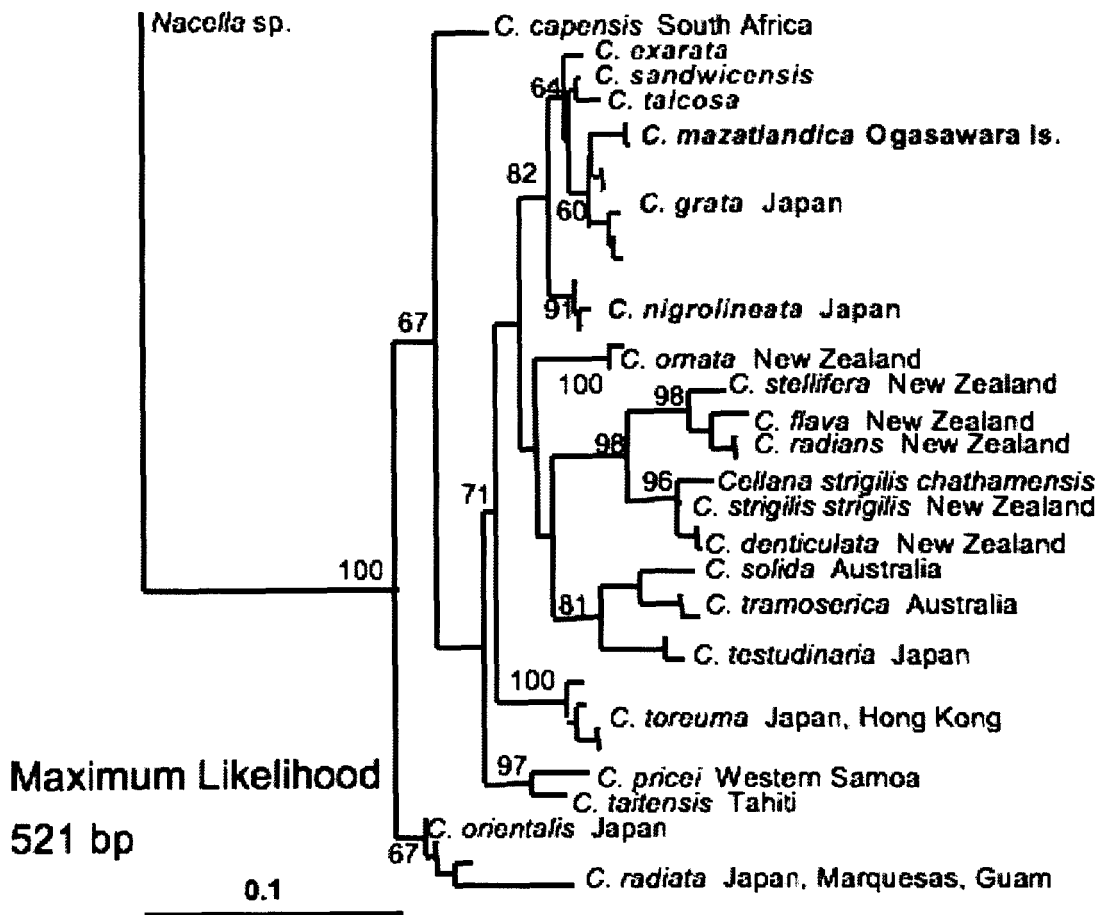 Nacella sp.
C. capensis South Africa
C. exarata
C. sandwicensis
64
C. talcosa
C. mazatlandica Ogasawara Is.
82
60
C. grata Japan
91
C. nigrolineata Japan
67
C. ornata New Zealand
100
C. stellifera New Zealand
98
C. flava New Zealand
98
C. radians New Zealand
96
Cellana strigilis chathamensis
71
C. strigilis strigilis New Zealand
C. denticulata New Zealand
100
C. solida Australia
81
C. tramoserica Australia
C. testudinaria Japan
100
C. toreuma Japan, Hong Kong
97
C. pricei Western Samoa
C. taitensis Tahiti
Maximum Likelihood
521 bp
C. orientalis Japan
67
C. radiata Japan, Marquesas, Guam
0.1